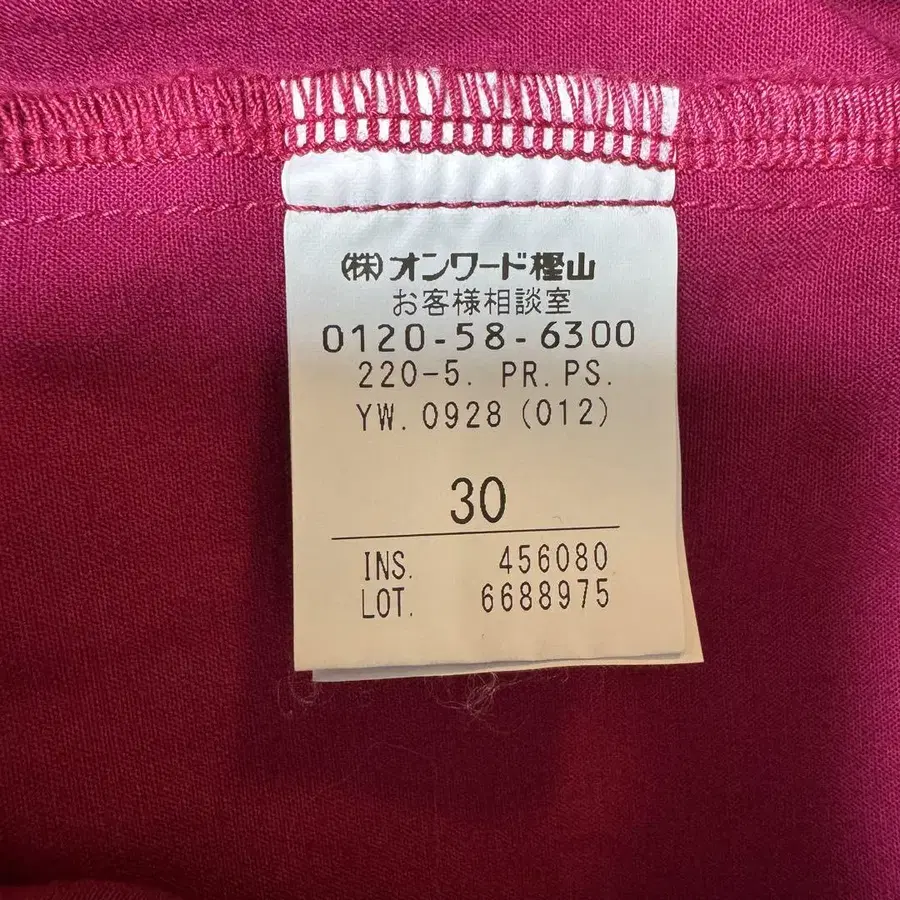 (株)オンワード樫山
お客様相談室
0120-58-6300
220-5. PR. PS.
YW. 0928 (012)
30
INS. 456080
LOT. 6688975